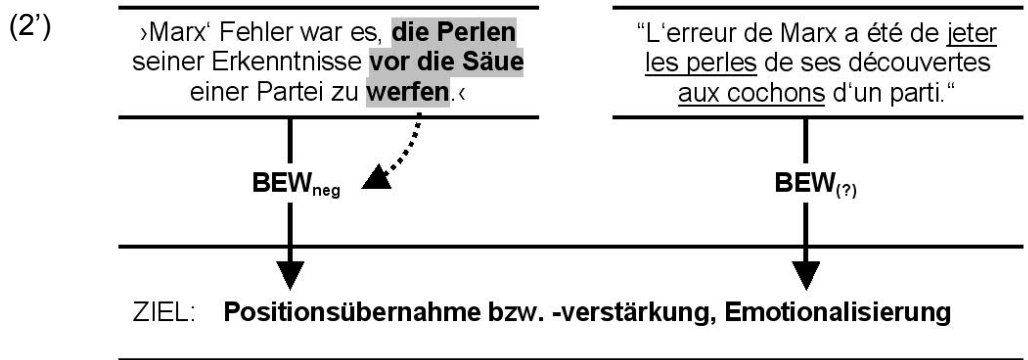 (2’)
›Marx‘ Fehler war es, die Perlen
seiner Erkenntnisse vor die Säue
einer Partei zu werfen.‹
“L‘erreur de Marx a été de jeter
les perles de ses découvertes
aux cochons d‘un parti.“
BEWneg
BEW(?)
ZIEL: Positionsübernahme bzw. -verstärkung, Emotionalisierung